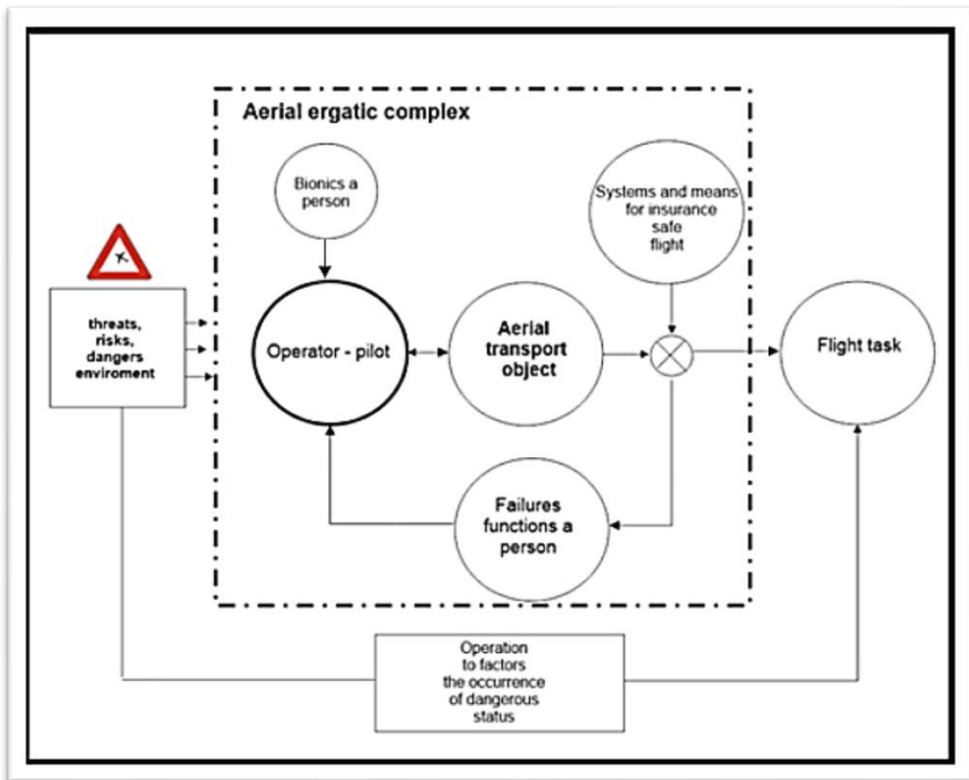 Aerial ergatic complex
Bionics a
person
Systems and means
for insurance
safe
flight
threats,
risks,
dangers
enviroment
Operator - pilot
Aerial
transport
object
Flight task
Failures
functions a
person
Operation
to factors
the occurrence
of dangerous
status